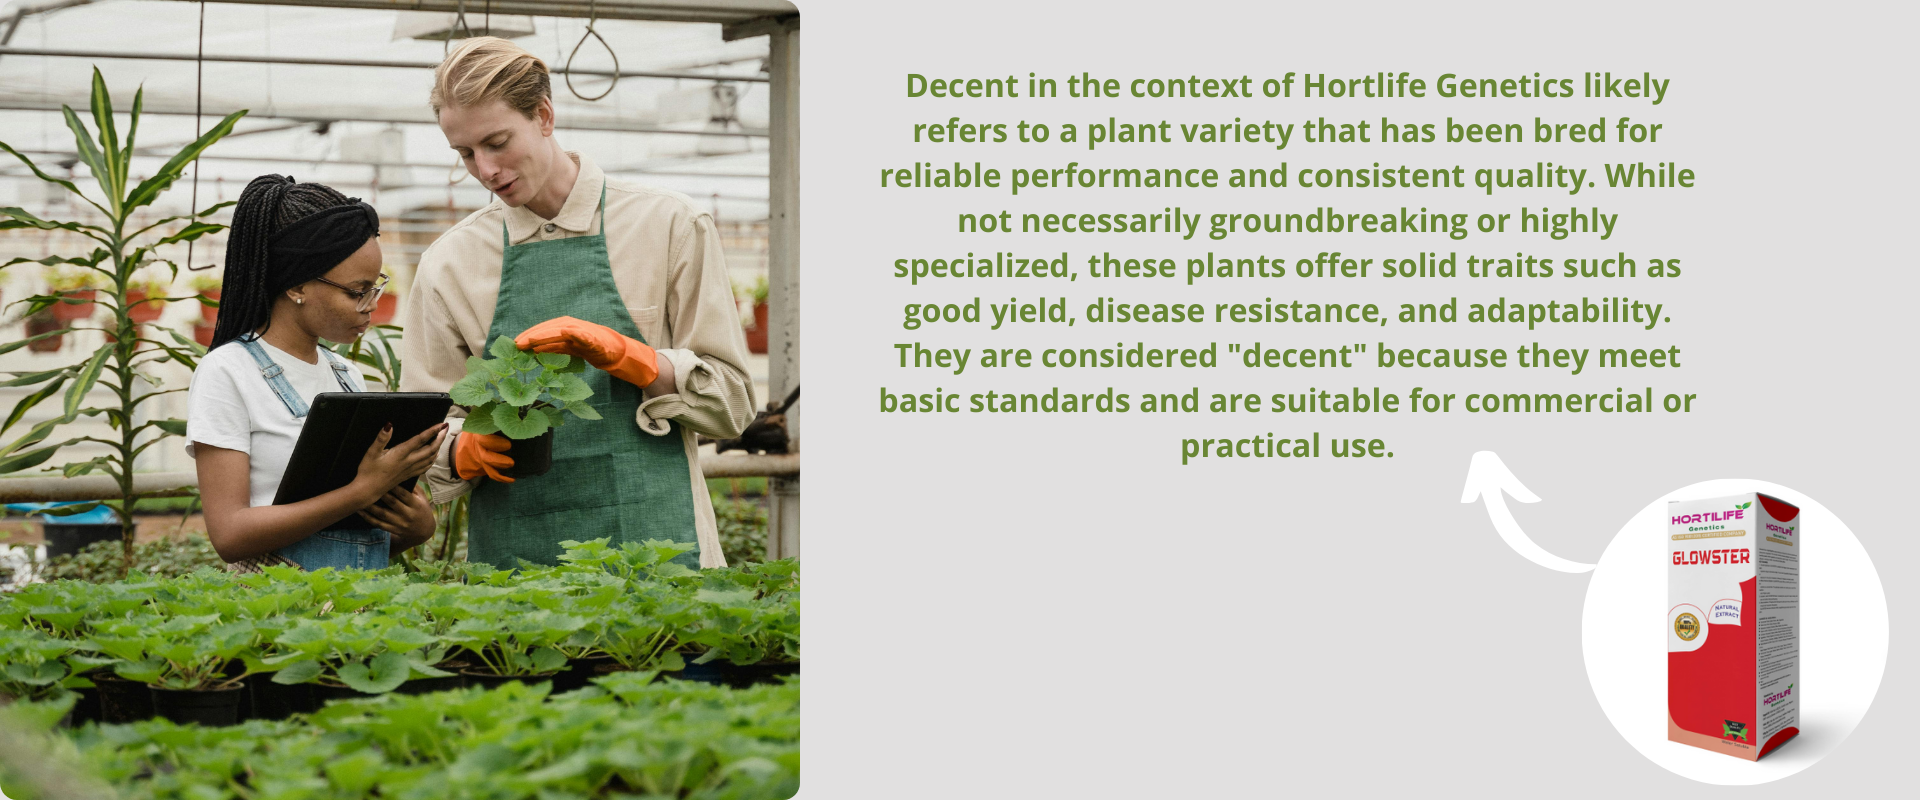 Decent in the context of Hortlife Genetics likely
refers to a plant variety that has been bred for
reliable performance and consistent quality. While
not necessarily groundbreaking or highly
specialized, these plants offer solid traits such as
good yield, disease resistance, and adaptability.
They are considered "decent" because they meet
basic standards and are suitable for commercial or
practical use.
HORTILIFE
Genetics
GLOWSTER
NATURAL
EXTRACT
HORTILIFE
HORTILIFE